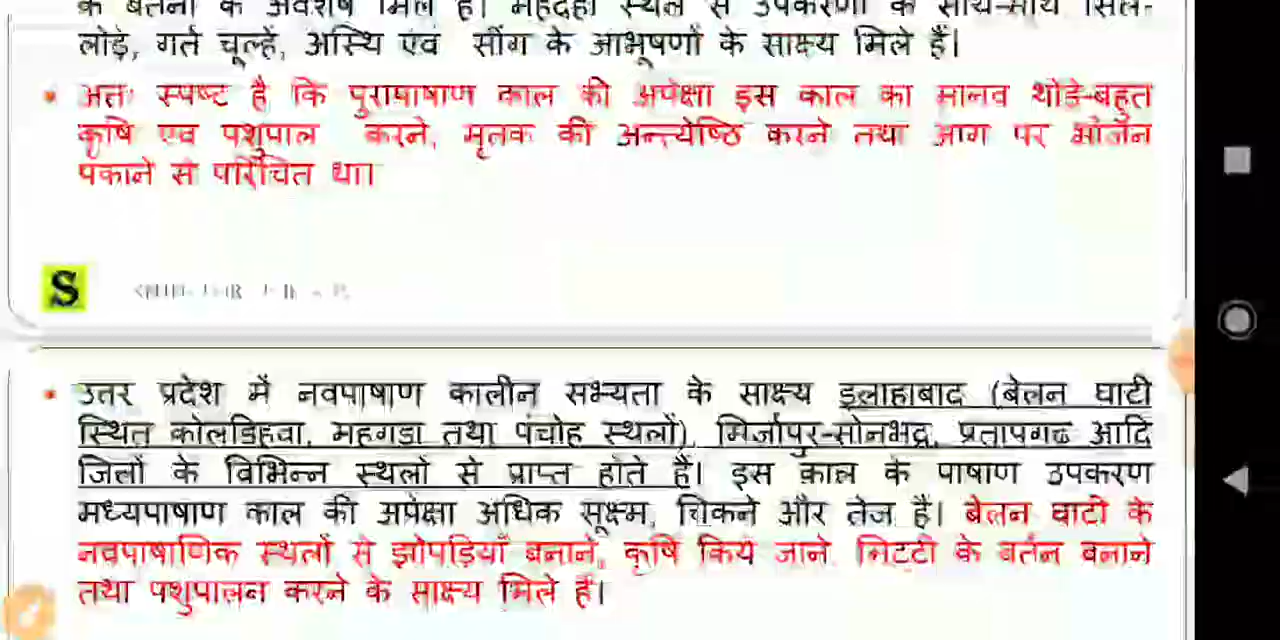 के बर्तनों के अवशेष मिले हैं। महदहा स्थल से उपकरणों के साथ-साथ सिल-
लोढ़े, गर्त चूल्हें, अस्थि एवं सींग के आभूषणों के साक्ष्य मिले हैं।
• अतः स्पष्ट है कि पुरापाषाण काल की अपेक्षा इस काल का मानव थोडे-बहुत
कृषि एवं पशुपाल करने, मृतक की अन्त्येष्ठि करने तथा आग पर भोजन
पकाने से परिचित था।
S
• उत्तर प्रदेश में नवपाषाण कालीन सभ्यता के साक्ष्य इलाहाबाद (बेलन घाटी
स्थित कोलडिहवा, महगडा तथा पंचोह स्थलों), मिर्जापुर-सोनभद्र, प्रतापगढ आदि
जिलों के विभिन्न स्थलों से प्राप्त होते हैं। इस काल के पाषाण उपकरण
मध्यपाषाण काल की अपेक्षा अधिक सूक्ष्म, चिकने और तेज हैं। बेलन घाटी के
नवपाषाणिक स्थलों से झोपड़ियाँ बनाने, कृषि किये जाने, मिटटी के बर्तन बनाने
तथा पशुपालन करने के साक्ष्य मिले हैं।